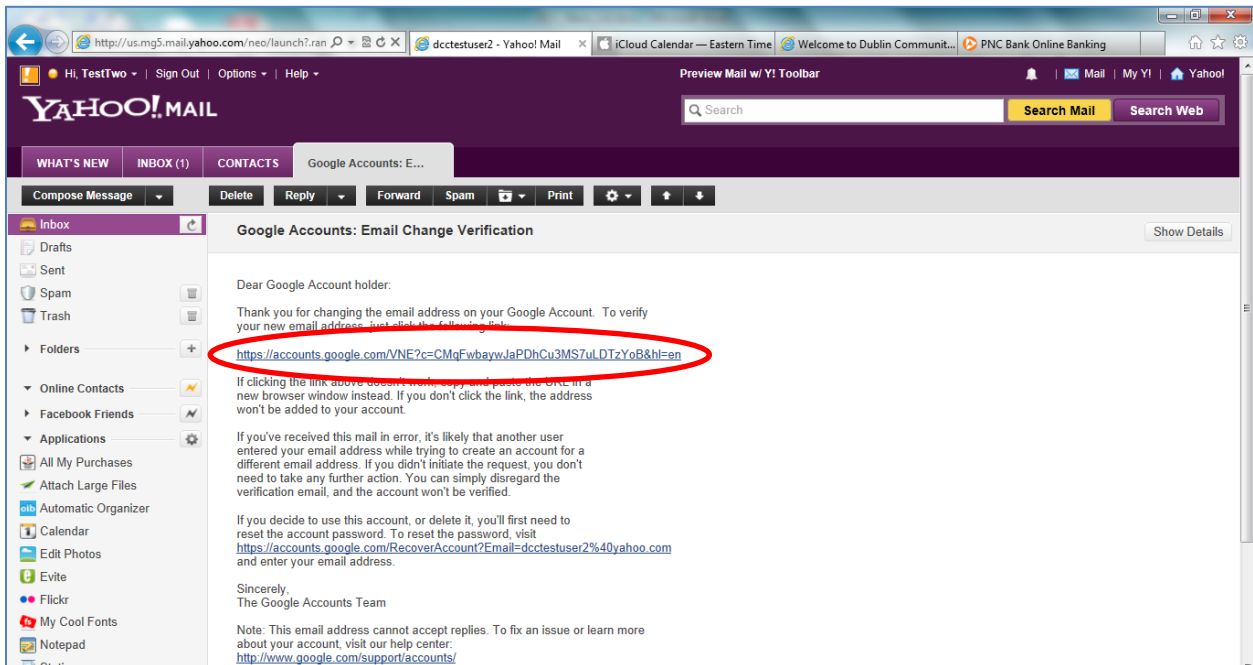 http://us.mg5.mail.yahoo.com/neo/launch?.ran
dcctestuser2 - Yahoo! Mail
iCloud Calendar — Eastern Time
Welcome to Dublin Communit...
PNC Bank Online Banking
Hi, TestTwo | Sign Out | Options | Help
Preview Mail w/ Y! Toolbar
Mail | My Y! | Yahoo!
YAHOO! MAIL
Search
Search Mail
Search Web
WHAT'S NEW
INBOX (1)
CONTACTS
Google Accounts: E...
Compose Message
Delete
Reply
Forward
Spam
Print
Inbox
Drafts
Sent
Spam
Trash
Folders
Online Contacts
Facebook Friends
Applications
All My Purchases
Attach Large Files
Automatic Organizer
Calendar
Edit Photos
Evite
Flickr
My Cool Fonts
Notepad
Google Accounts: Email Change Verification
Show Details
Dear Google Account holder:
Thank you for changing the email address on your Google Account. To verify
your new email address, just click the following link:
https://accounts.google.com/VNE?c=CMqFwbaywJaPDhCu3MS7uLDTzYoB&hl=en
If clicking the link above doesn't work, copy and paste the URL in a
new browser window instead. If you don't click the link, the address
won't be added to your account.
If you've received this mail in error, it's likely that another user
entered your email address while trying to create an account for a
different email address. If you didn't initiate the request, you don't
need to take any further action. You can simply disregard the
verification email, and the account won't be verified.
If you decide to use this account, or delete it, you'll first need to
reset the account password. To reset the password, visit
https://accounts.google.com/RecoverAccount?Email=dcctestuser2%40yahoo.com
and enter your email address.
Sincerely,
The Google Accounts Team
Note: This email address cannot accept replies. To fix an issue or learn more
about your account, visit our help center:
http://www.google.com/support/accounts/